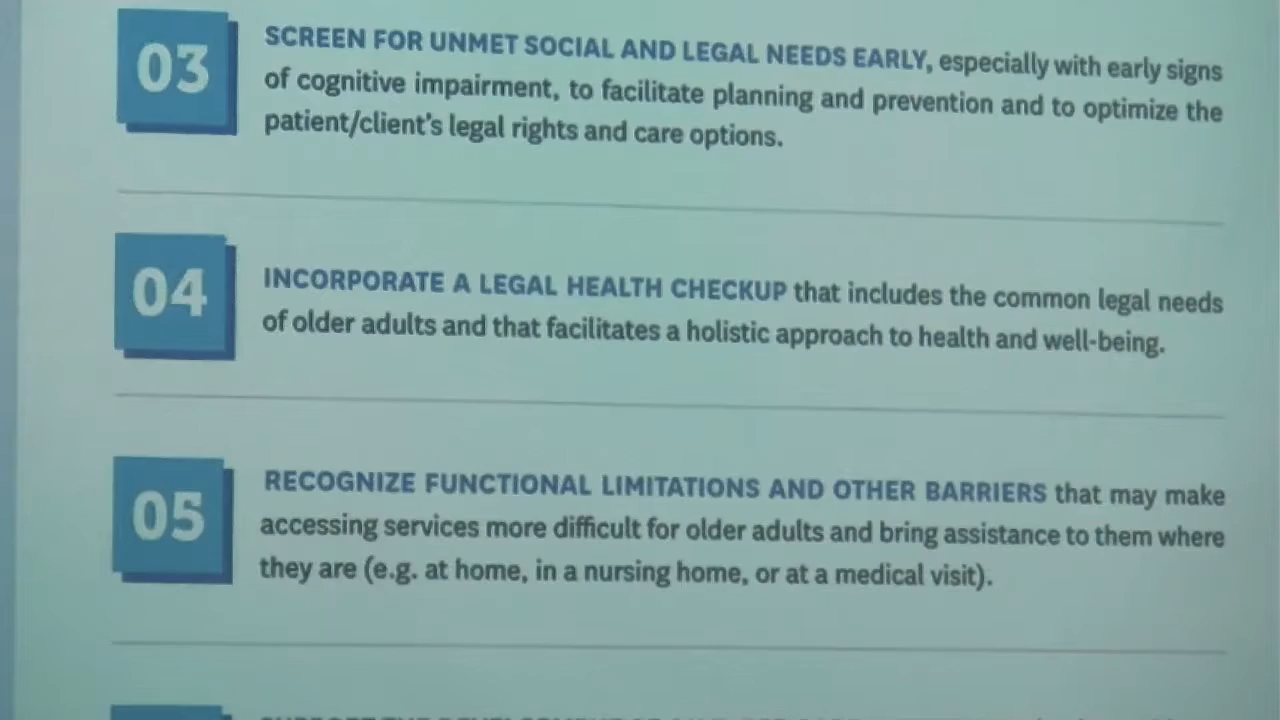 03
SCREEN FOR UNMET SOCIAL AND LEGAL NEEDS EARLY, especially with early signs
of cognitive impairment, to facilitate planning and prevention and to optimize the
patient/client's legal rights and care options.
04
INCORPORATE A LEGAL HEALTH CHECKUP that includes the common legal needs
of older adults and that facilitates a holistic approach to health and well-being.
05
RECOGNIZE FUNCTIONAL LIMITATIONS AND OTHER BARRIERS that may make
accessing services more difficult for older adults and bring assistance to them where
they are (e.g. at home, in a nursing home, or at a medical visit).